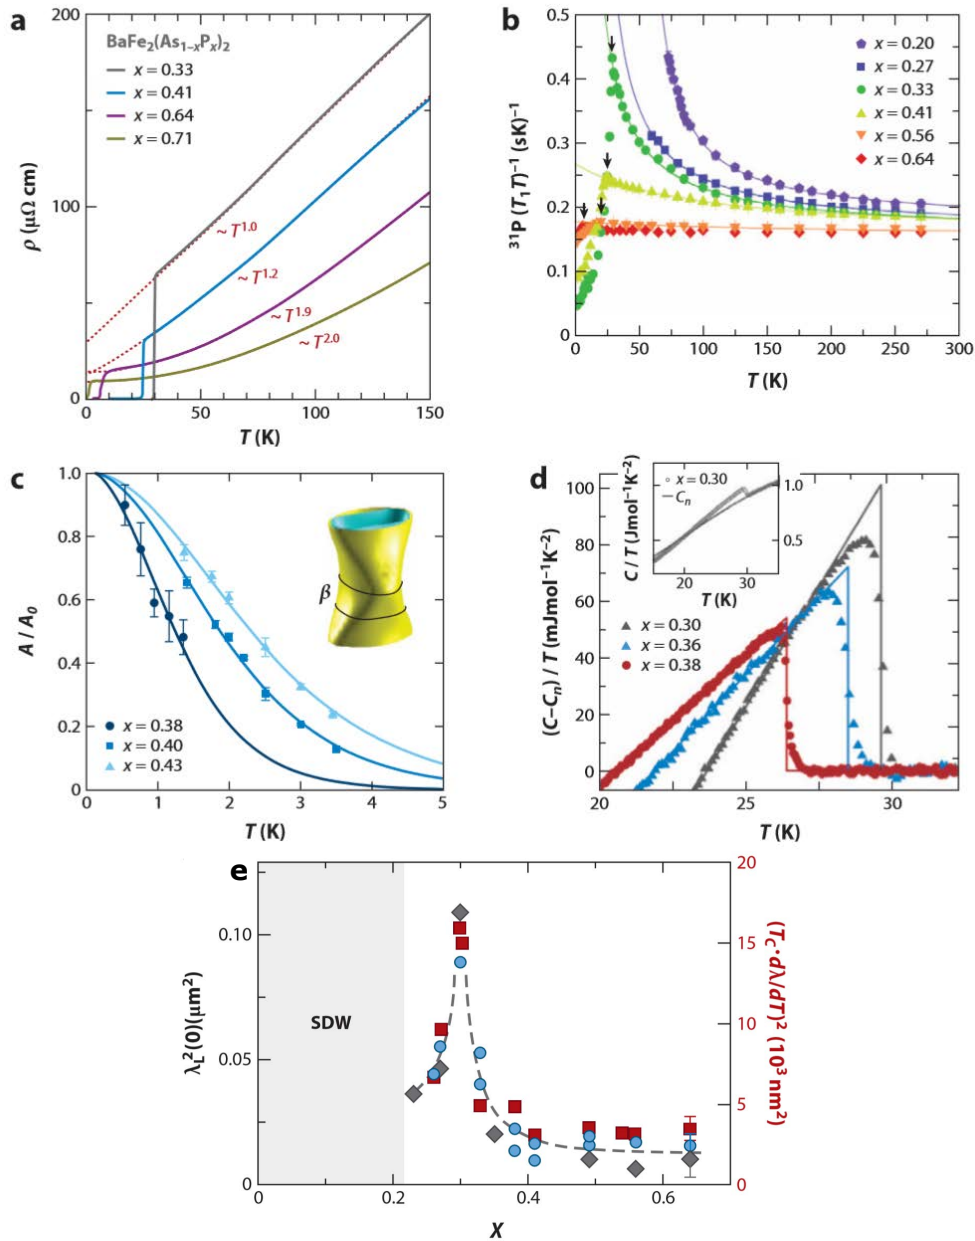 a
BaFe₂(As₁₋ₓPₓ)₂
x = 0.33
x = 0.41
x = 0.64
x = 0.71
200
100
0
ρ (μΩ cm)
~ T¹·⁰
~ T¹·²
~ T¹·⁹
~ T²·⁰
0 50 100 150
T (K)
b
x = 0.20
x = 0.27
x = 0.33
x = 0.41
x = 0.56
x = 0.64
0.5
0.4
0.3
0.2
0.1
0
³¹P (T₁T)⁻¹ (sK)⁻¹
0 50 100 150 200 250 300
T (K)
c
1.0
0.8
0.6
0.4
0.2
0
A / A₀
β
x = 0.38
x = 0.40
x = 0.43
0 1 2 3 4 5
T (K)
d
100
80
60
40
20
0
(C–Cₙ) / T (mJmol⁻¹K⁻²)
x = 0.30
Cₙ
1.0
0.5
C / T (Jmol⁻¹K⁻²)
20 30
T (K)
x = 0.30
x = 0.36
x = 0.38
20 25 30
T (K)
e
0.10
0.05
0
λL²(0)(μm²)
SDW
20
15
10
5
0
(Tc·dλ/dT)² (10³ nm²)
0 0.2 0.4 0.6
X